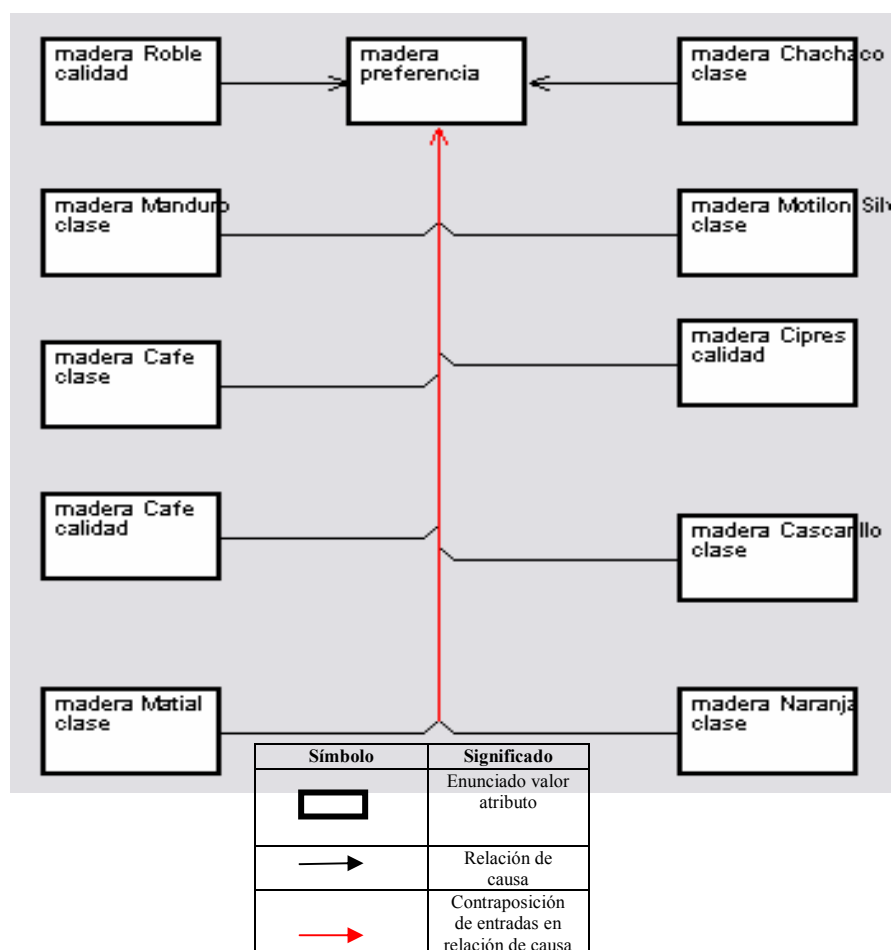 madera Roble
calidad
madera
preferencia
madera Chachaco
clase
madera Manduro
clase
madera Motilon
clase
madera Cafe
clase
madera Cipres
calidad
madera Cafe
calidad
madera Cascarillo
clase
madera Matial
clase
madera Naranja
clase
Símbolo Significado
Enunciado valor
atributo
Relación de
causa
Contraposición
de entradas en
relación de causa